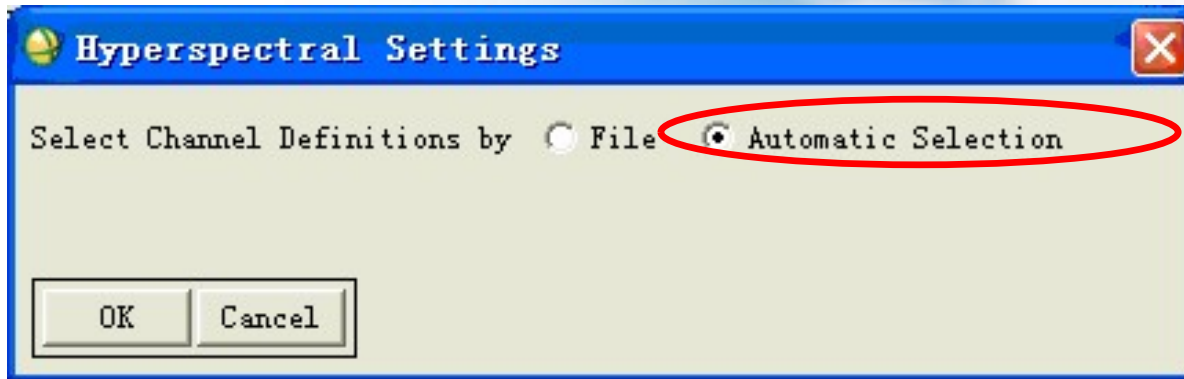 Hyperspectral Settings
Select Channel Definitions by File Automatic Selection
OK Cancel